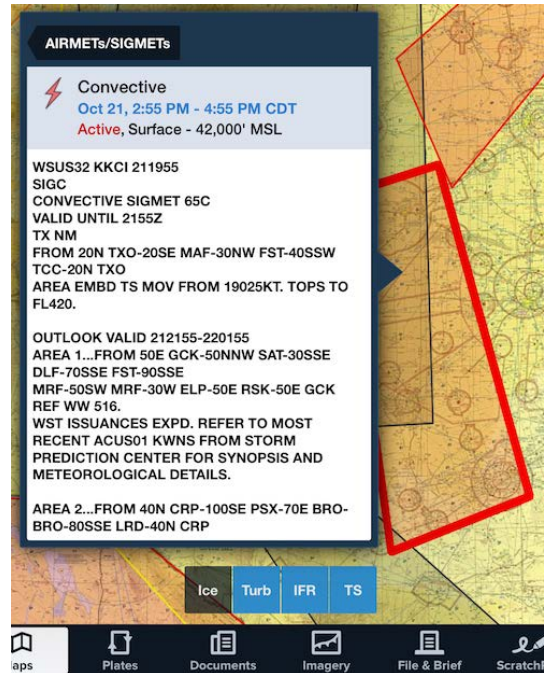 AIRMETs/SIGMETs
Convective
Oct 21, 2:55 PM - 4:55 PM CDT
Active, Surface - 42,000' MSL
WSUS32 KKCI 211955
SIGC
CONVECTIVE SIGMET 65C
VALID UNTIL 2155Z
TX NM
FROM 20N TXO-20SE MAF-30NW FST-40SSW
TCC-20N TXO
AREA EMBD TS MOV FROM 19025KT. TOPS TO
FL420.
OUTLOOK VALID 212155-220155
AREA 1...FROM 50E GCK-50NNW SAT-30SSE
DLF-70SSE FST-90SSE
MRF-50SW MRF-30W ELP-50E RSK-50E GCK
REF WW 516.
WST ISSUANCES EXPD. REFER TO MOST
RECENT ACUS01 KWNS FROM STORM
PREDICTION CENTER FOR SYNOPSIS AND
METEOROLOGICAL DETAILS.
AREA 2...FROM 40N CRP-100SE PSX-70E BRO-
BRO-80SSE LRD-40N CRP
Ice Turb IFR TS
aps Plates Documents Imagery File & Brief Scratch